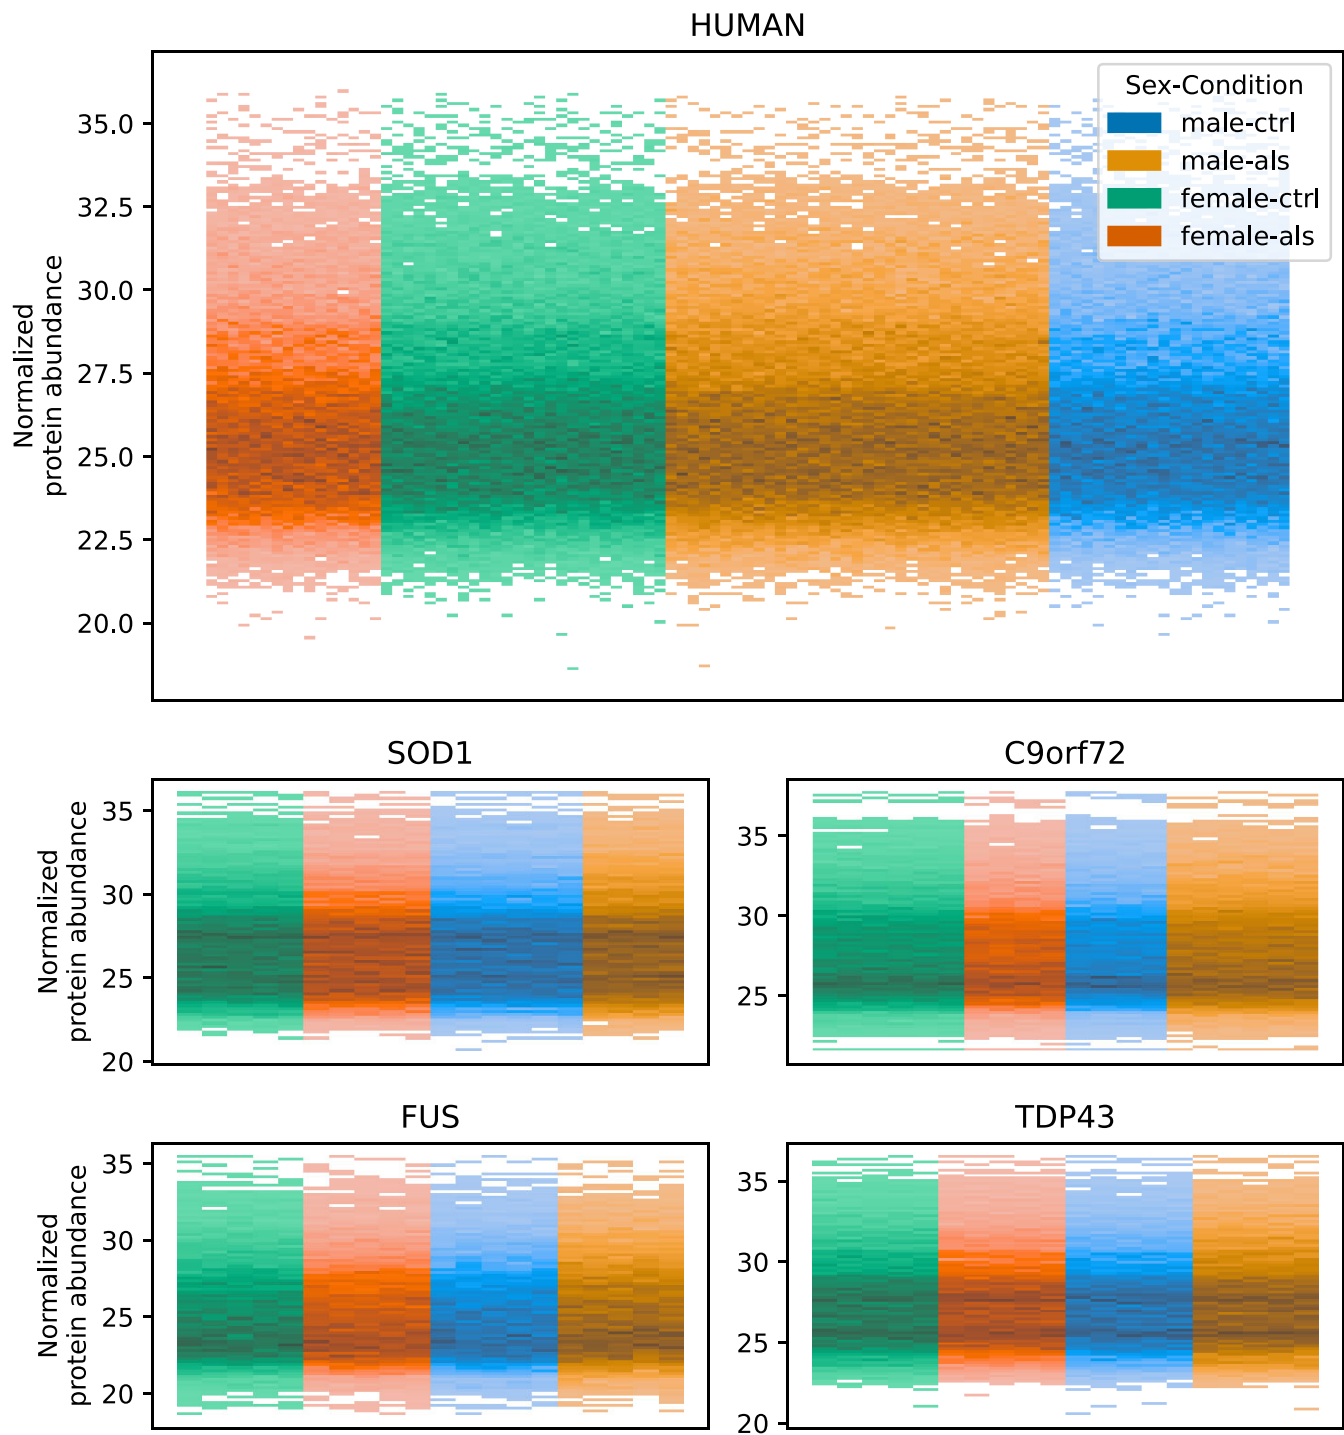 HUMAN
Normalized
protein abundance
35.0
32.5
30.0
27.5
25.0
22.5
20.0
Sex-Condition
male-ctrl
male-als
female-ctrl
female-als
SOD1
Normalized
protein abundance
35
30
25
20
C9orf72
35
30
25
FUS
Normalized
protein abundance
35
30
25
20
TDP43
35
30
25
20